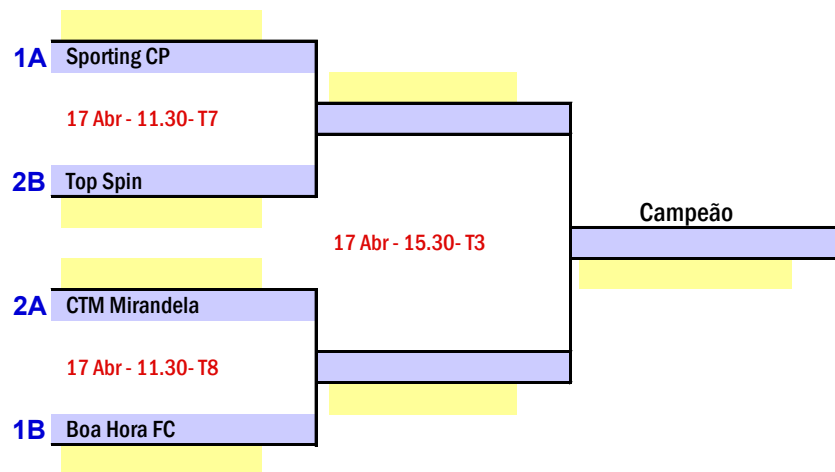 1A Sporting CP
17 Abr - 11.30- T7
2B Top Spin
17 Abr - 15.30- T3
Campeão
2A CTM Mirandela
17 Abr - 11.30- T8
1B Boa Hora FC